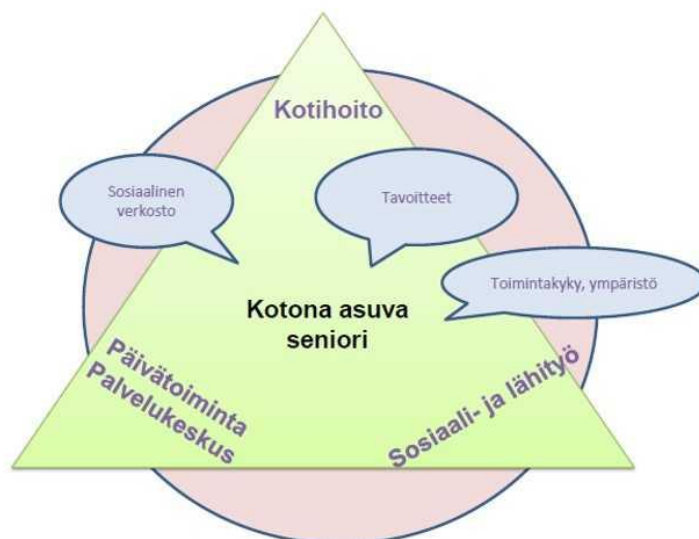 Kotihoito
Sosiaalinen
verkosto
Tavoitteet
Toimintakyky, ympäristö
Kotona asuva
seniori
Päivätoiminta
Palvelukeskus
Sosiaali- ja lähityö